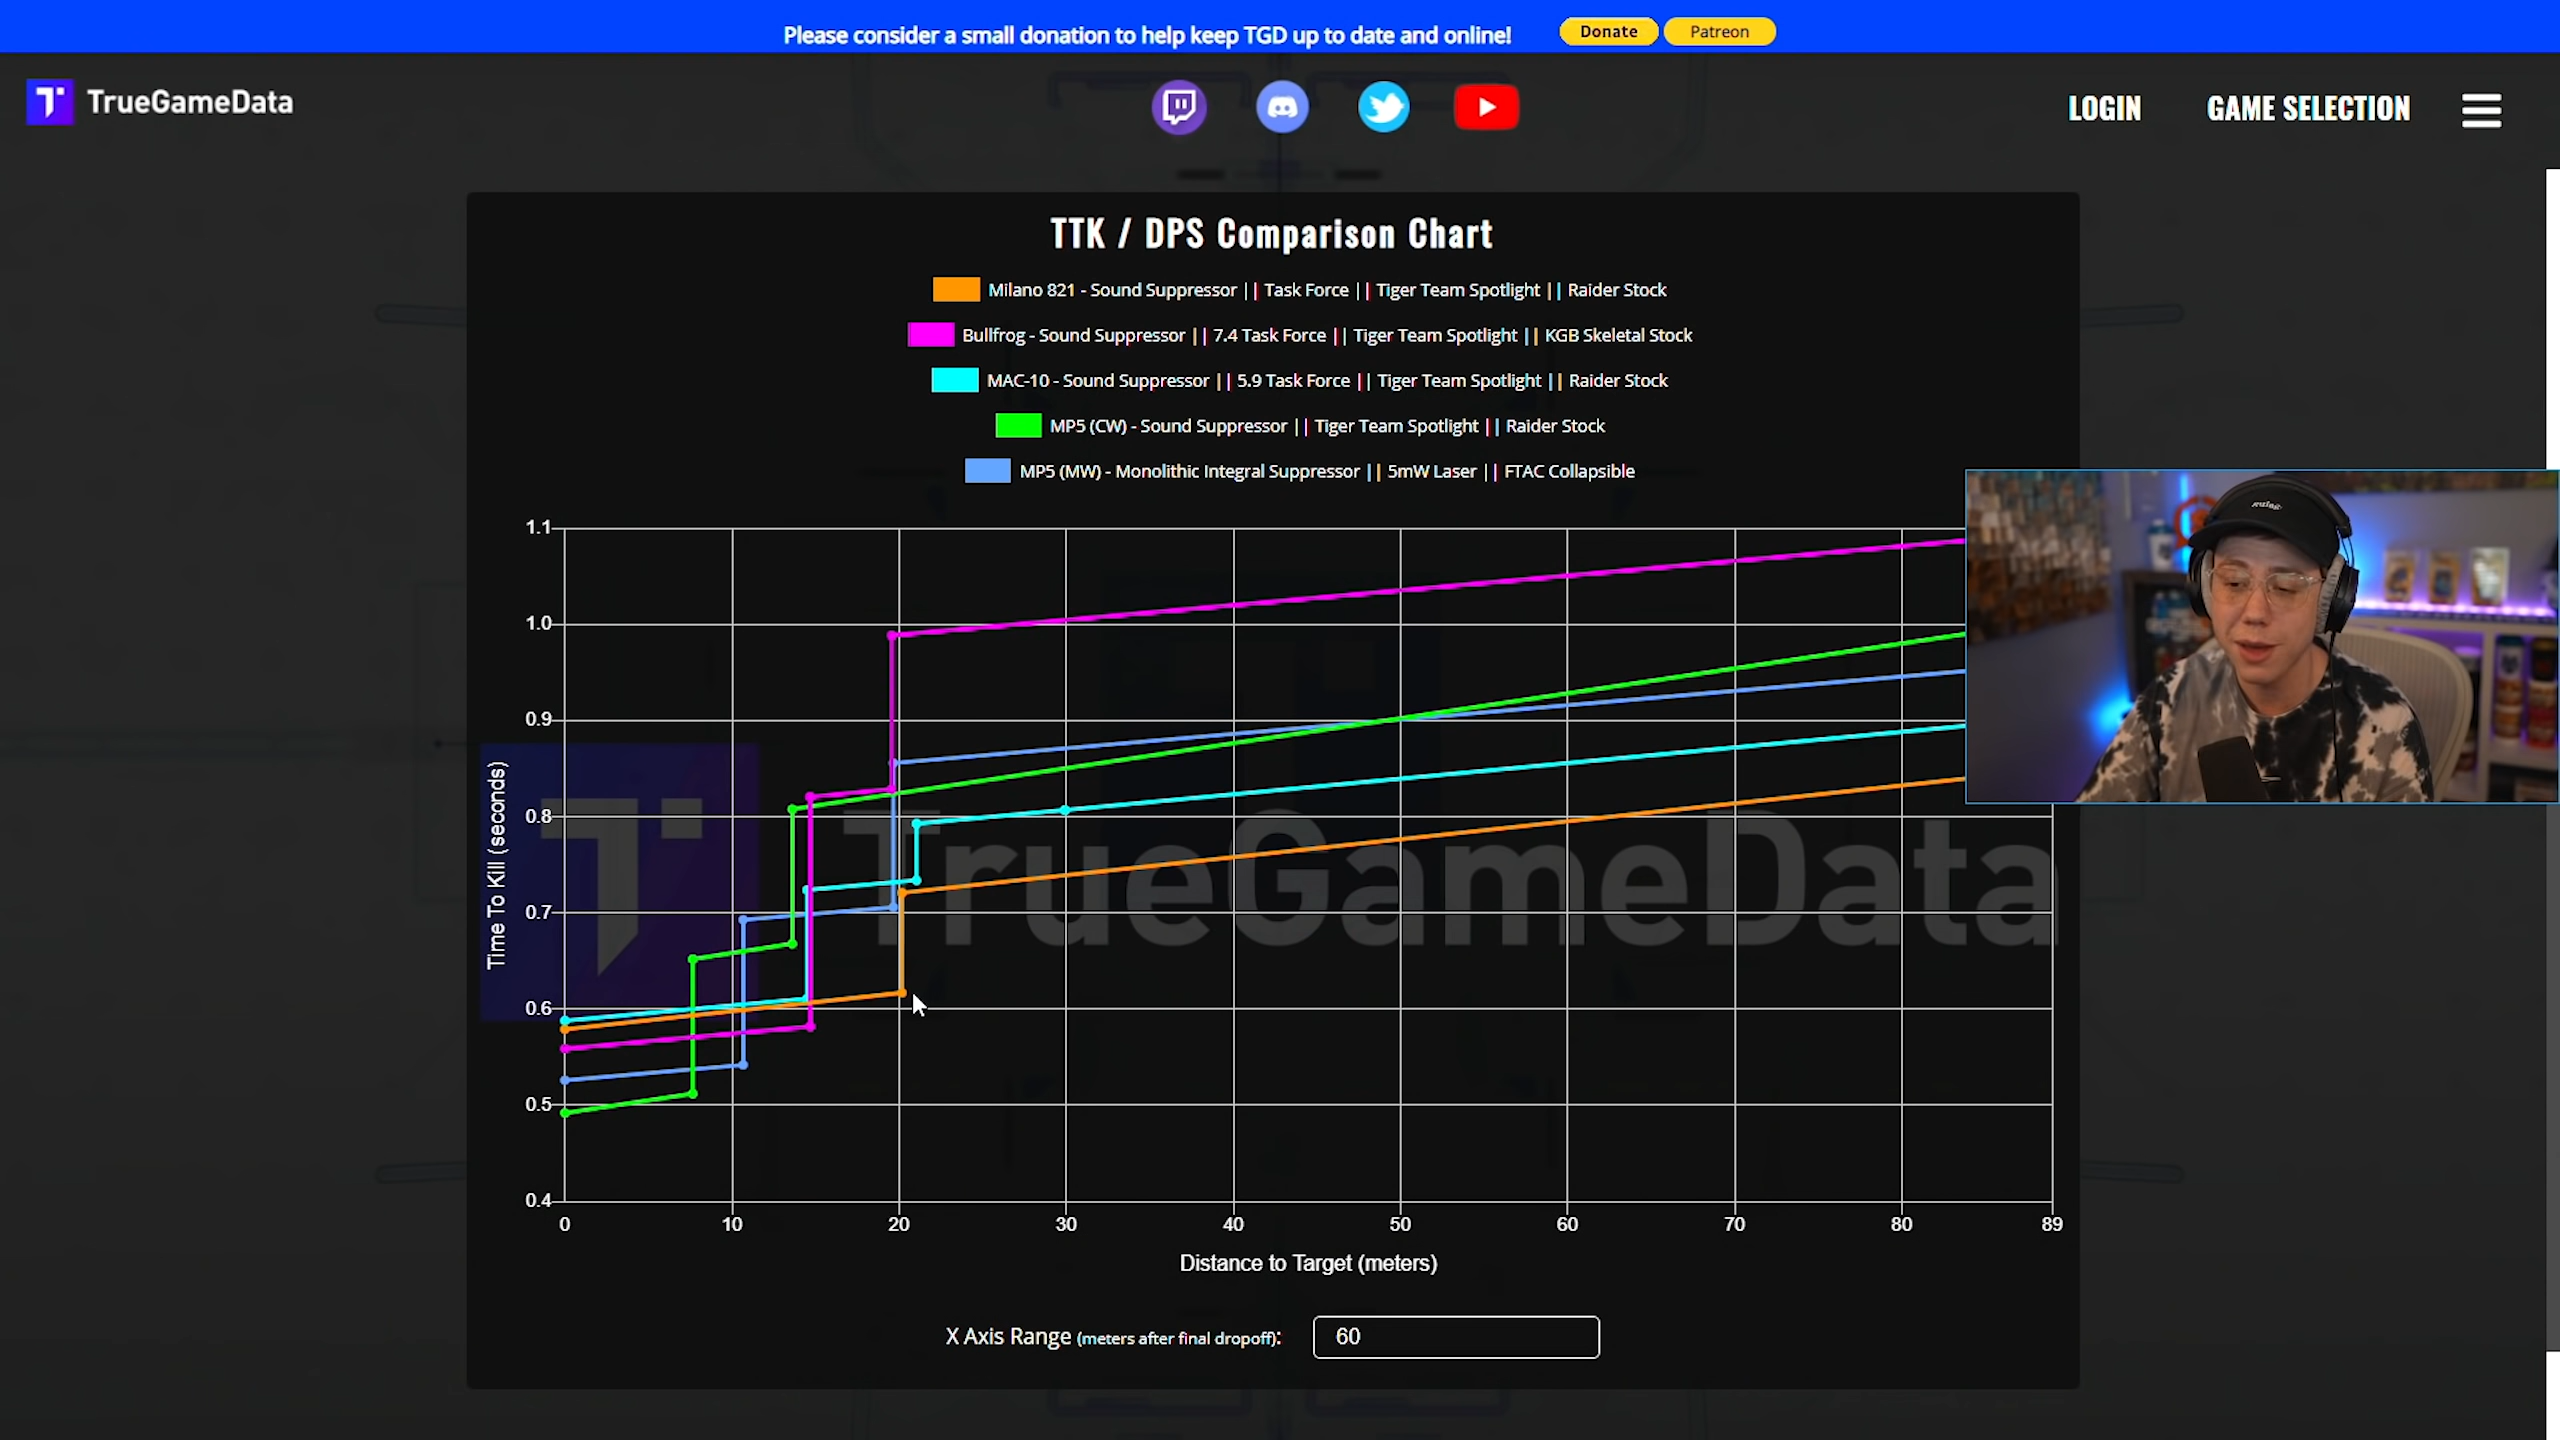 Please consider a small donation to help keep TGD up to date and online! Donate Patreon
TrueGameData LOGIN GAME SELECTION
TTK / DPS Comparison Chart
Milano 821 - Sound Suppressor || Task Force || Tiger Team Spotlight || Raider Stock
Bullfrog - Sound Suppressor || 7.4 Task Force || Tiger Team Spotlight || KGB Skeletal Stock
MAC-10 - Sound Suppressor || 5.9 Task Force || Tiger Team Spotlight || Raider Stock
MP5 (CW) - Sound Suppressor || Tiger Team Spotlight || Raider Stock
MP5 (MW) - Monolithic Integral Suppressor || 5mW Laser || FTAC Collapsible
1.1
1.0
0.9
0.8
0.7
0.6
0.5
0.4
Time To Kill (seconds)
TrueGameData
0 10 20 30 40 50 60 70 80 89
Distance to Target (meters)
X Axis Range (meters after final dropoff): 60